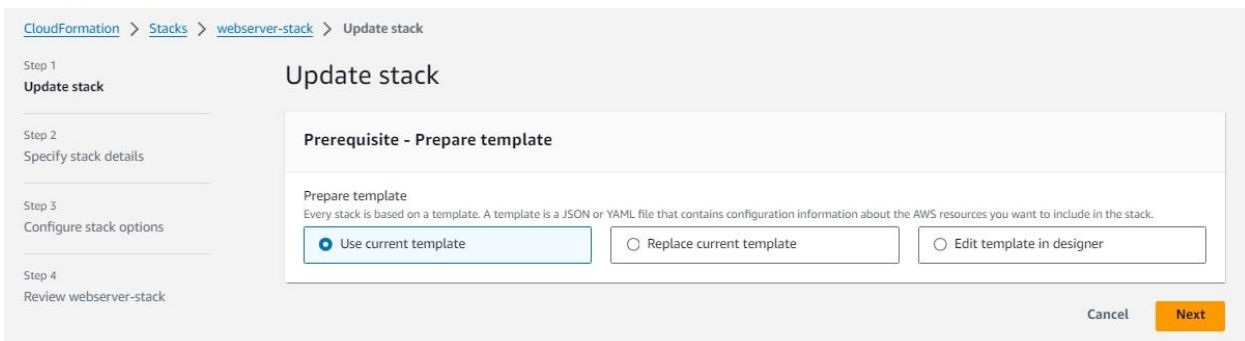 CloudFormation > Stacks > webserver-stack > Update stack
Step 1
Update stack
Step 2
Specify stack details
Step 3
Configure stack options
Step 4
Review webserver-stack
Update stack
Prerequisite - Prepare template
Prepare template
Every stack is based on a template. A template is a JSON or YAML file that contains configuration information about the AWS resources you want to include in the stack.
Use current template
Replace current template
Edit template in designer
Cancel
Next